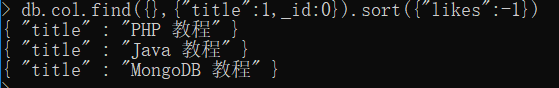 > db.col.find({},{"title":1,_id:0}).sort({"likes":-1})
{ "title" : "PHP 教程" }
{ "title" : "Java 教程" }
{ "title" : "MongoDB 教程" }